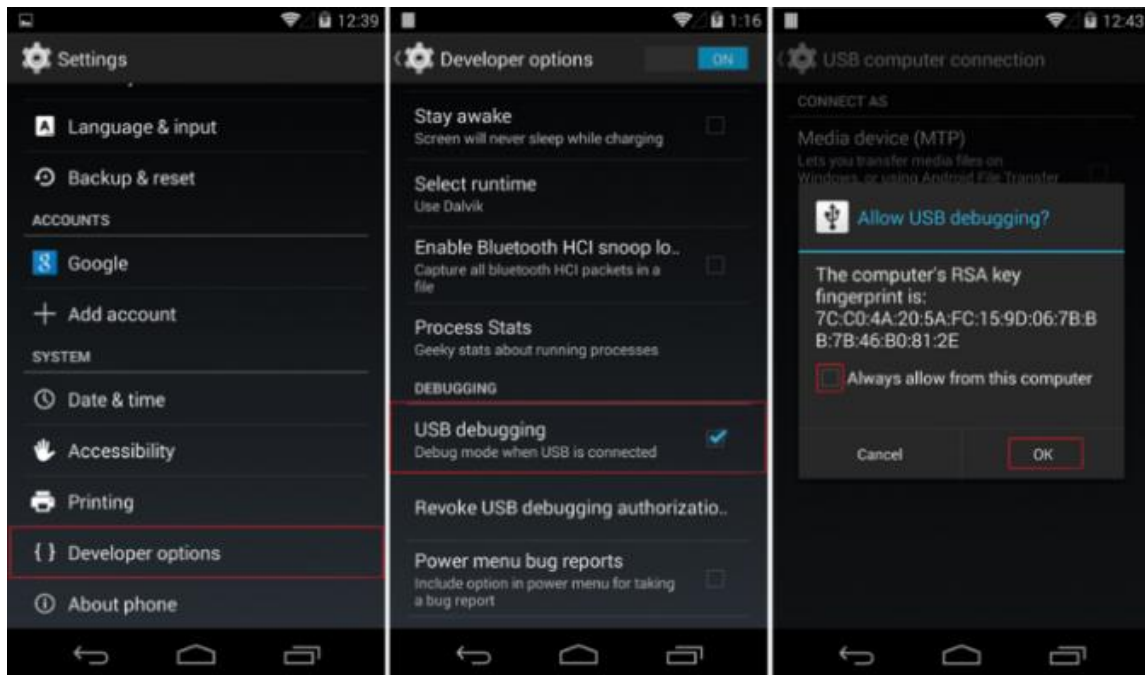 12:39
Settings
Language & input
Backup & reset
ACCOUNTS
Google
Add account
SYSTEM
Date & time
Accessibility
Printing
{ } Developer options
About phone
1:16
Developer options
ON
Stay awake
Screen will never sleep while charging
Select runtime
Use Dalvik
Enable Bluetooth HCI snoop lo..
Capture all bluetooth HCI packets in a
file
Process Stats
Geeky stats about running processes
DEBUGGING
USB debugging
Debug mode when USB is connected
Revoke USB debugging authorizatio..
Power menu bug reports
Include option in power menu for taking
a bug report
12:43
USB computer connection
CONNECT AS
Media device (MTP)
Lets you transfer media files on
Windows, or using Android File Transfer
Allow USB debugging?
The computer's RSA key
fingerprint is:
7C:C0:4A:20:5A:FC:15:9D:06:7B:B
B:7B:46:B0:81:2E
Always allow from this computer
Cancel
OK